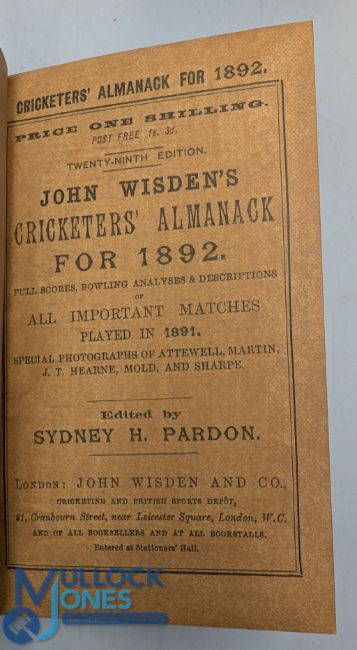 CRICKETERS' ALMANACK FOR 1892.
PRICE ONE SHILLING.
POST FREE 1s. 3d.
TWENTY-NINTH EDITION.
JOHN WISDEN'S
CRICKETERS' ALMANACK
FOR 1892.
FULL SCORES, BOWLING ANALYSES & DESCRIPTIONS
OF
ALL IMPORTANT MATCHES
PLAYED IN 1891.
SPECIAL PHOTOGRAPHS OF ATTEWELL, MARTIN,
J. T. HEARNE, MOLD, AND SHARPE.
Edited by
SYDNEY H. PARDON.
LONDON: JOHN WISDEN AND CO.,
CRICKETING AND BRITISH SPORTS DEPÔT,
21, Cranbourn Street, near Leicester Square, London, W.C.
AND OF ALL BOOKSELLERS AND AT ALL BOOKSTALLS.
Entered at Stationers' Hall.
MULLOCK
JONES